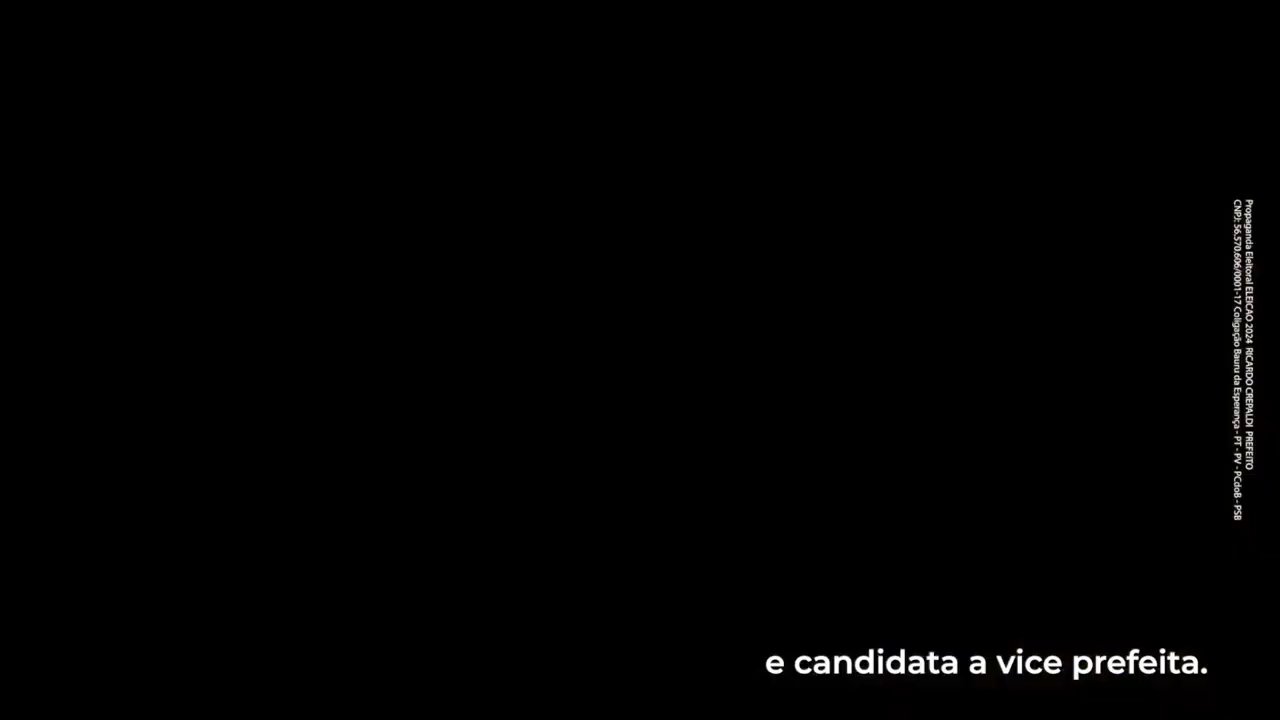 Propaganda Eleitoral ELEICAO 2024 RICARDO CREPALDI PREFEITO
CNPJ: 56.570.606/0001-17 Coligação Bauru da Esperança - PT - PV - PCdoB - PSB
e candidata a vice prefeita.